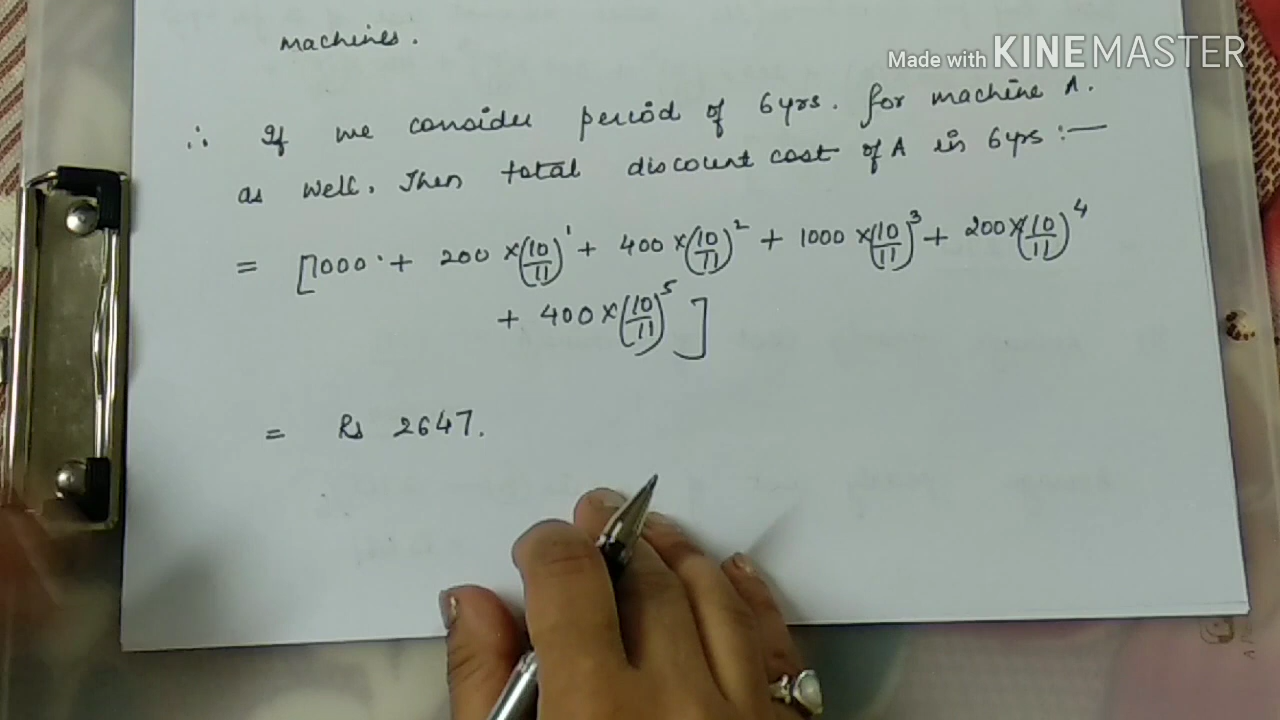 Made with KINEMASTER
machines.
∴ If we consider period of 6yrs. for machine A.
as well. Then total discount cost of A in 6yrs :—
= [1000 + 200 × (10/11)^1 + 400 × (10/11)^2 + 1000 × (10/11)^3 + 200 × (10/11)^4
+ 400 × (10/11)^5 ]
= Rs 2647.